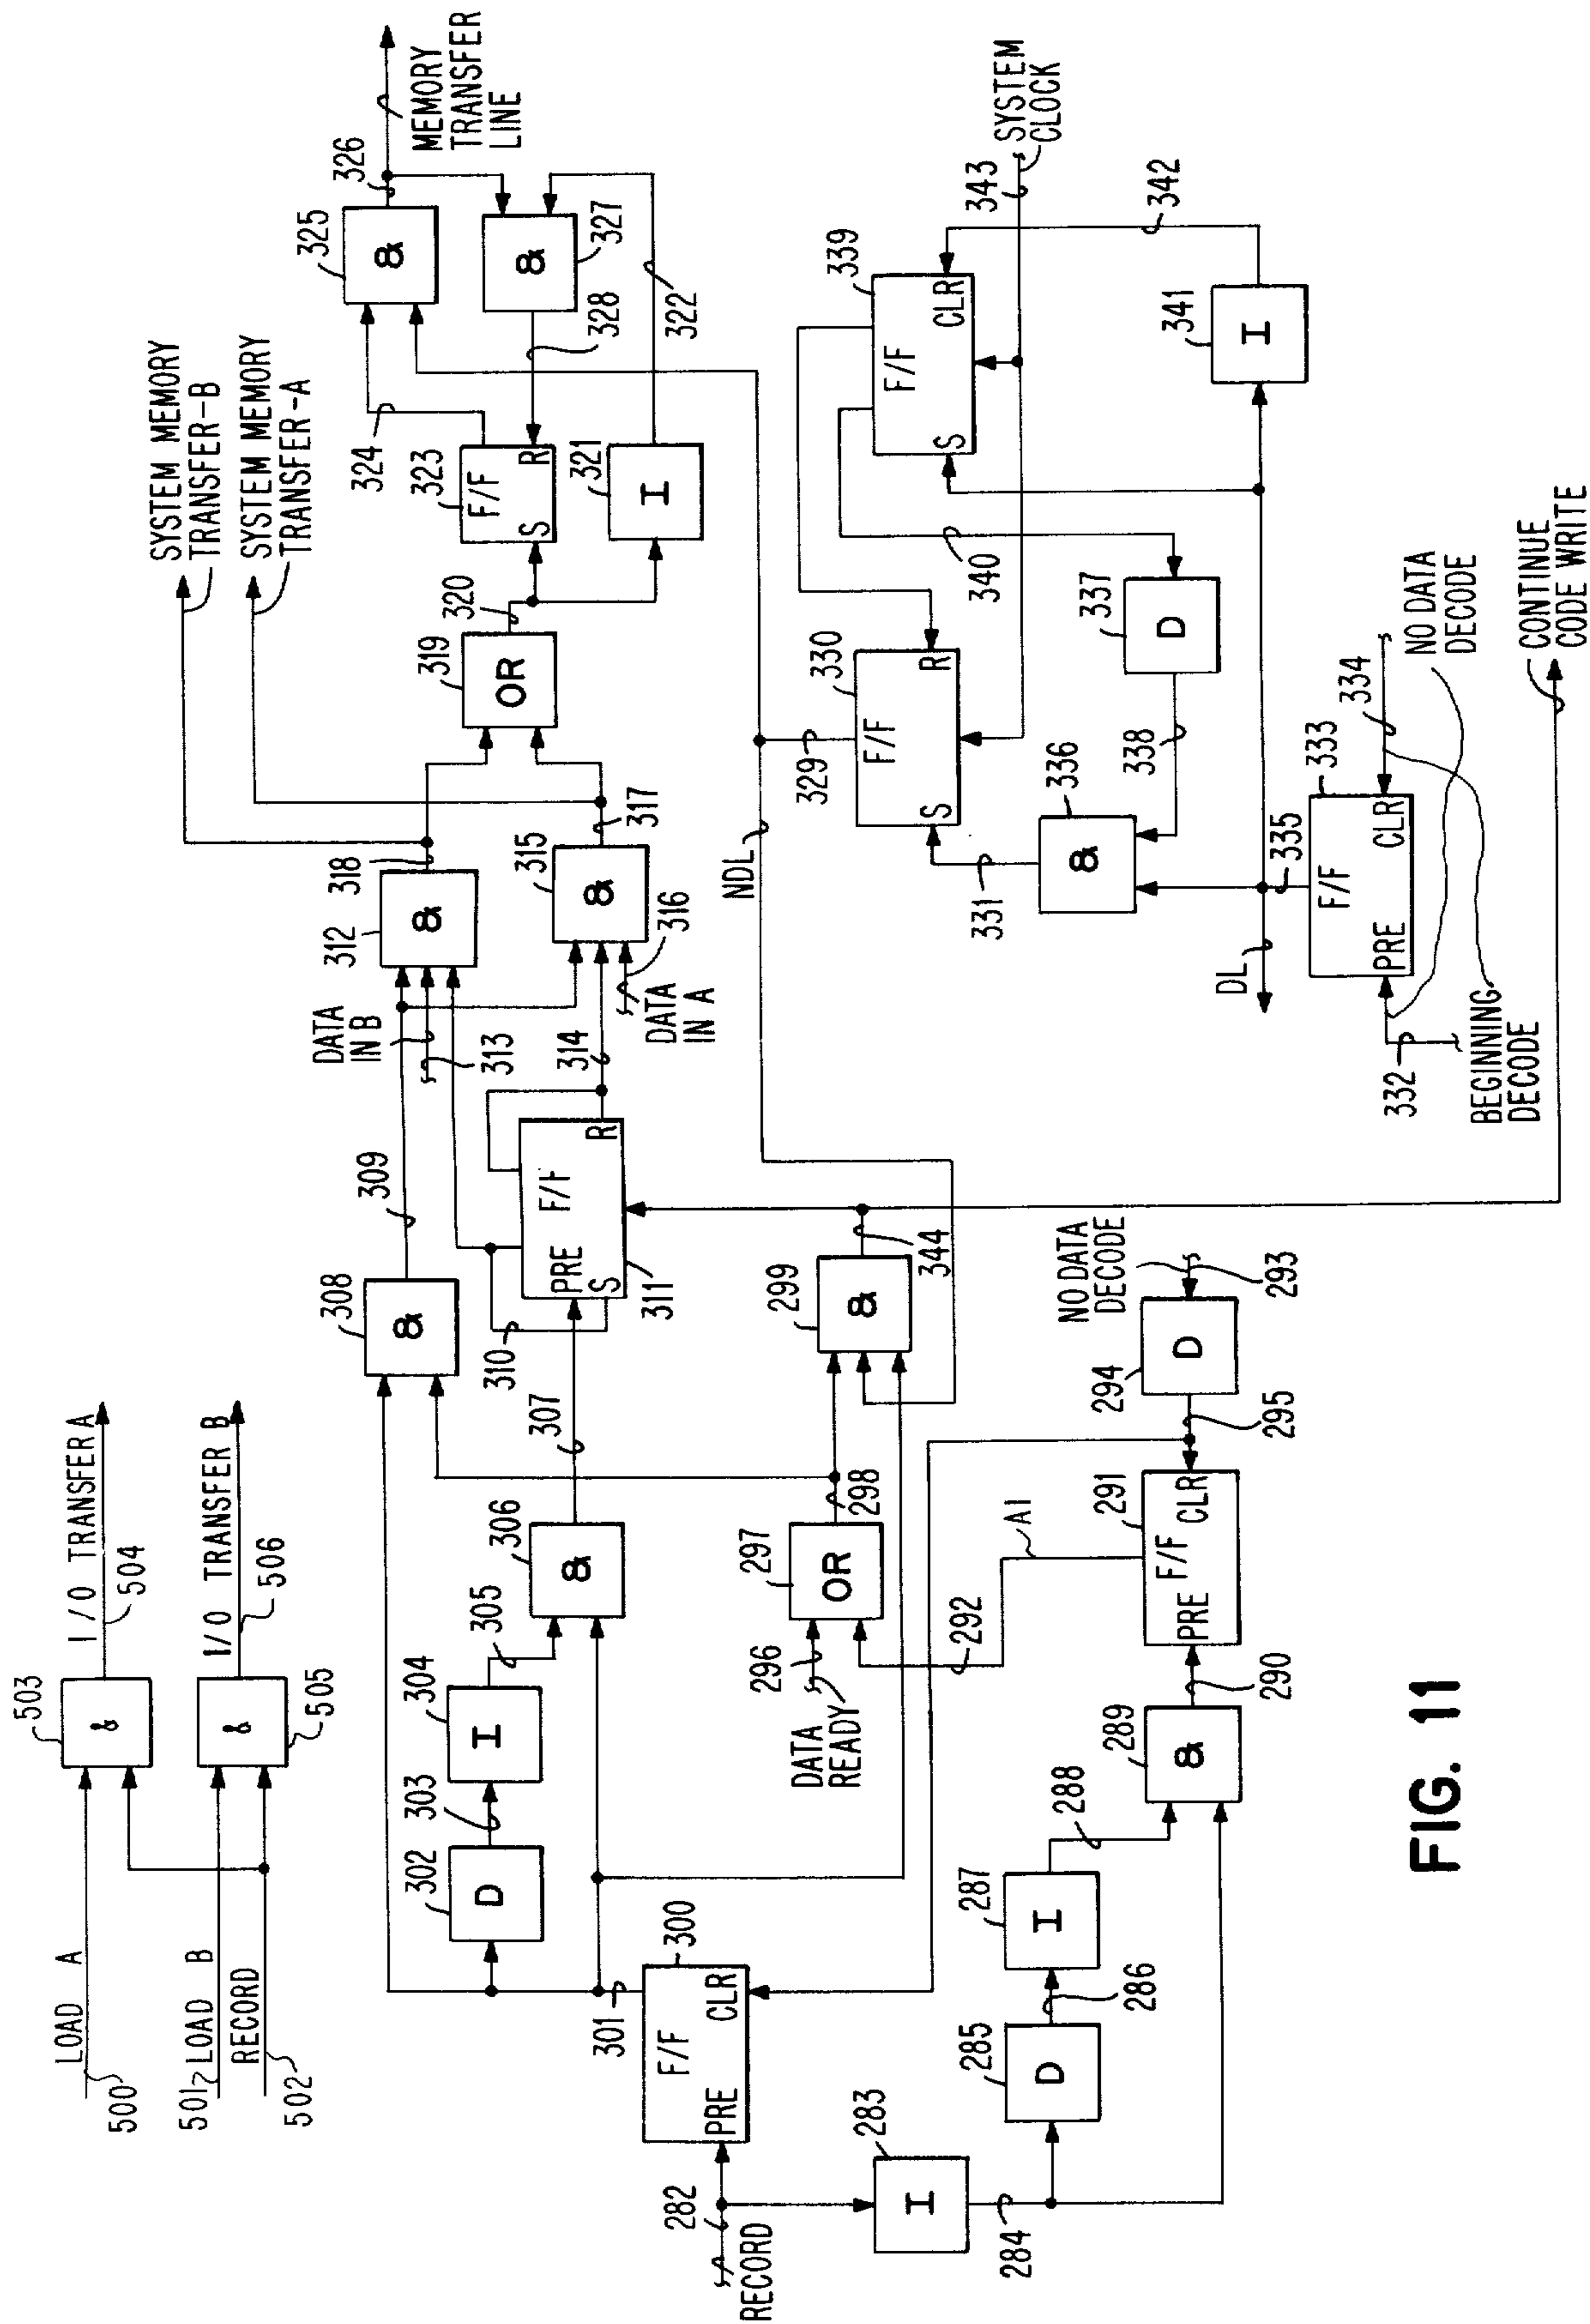 503
LOAD A
500
&
I/O TRANSFER A
504
501
LOAD B
RECORD
502
&
505
I/O TRANSFER B
506
RECORD
282
PRE
F/F
CLR
300
301
302
D
303
I
304
305
&
306
307
308
&
309
310
PRE
F/F
S
R
311
DATA IN B
313
312
&
318
314
315
&
316
DATA
IN A
317
SYSTEM MEMORY
TRANSFER-B
SYSTEM MEMORY
TRANSFER-A
319
OR
320
323
F/F
S
R
324
321
I
322
325
&
326
MEMORY
TRANSFER
LINE
&
327
328
283
I
284
285
D
286
287
I
288
289
&
290
291
PRE
F/F
CLR
292
A1
NO DATA
DECODE
293
294
D
295
296
DATA
READY
297
OR
298
299
&
344
NDL
329
330
F/F
S
R
331
336
&
338
337
D
340
339
F/F
S
CLR
343
SYSTEM
CLOCK
342
341
I
DL
335
333
F/F
PRE
CLR
334
332
BEGINNING
DECODE
NO DATA
DECODE
CONTINUE
CODE WRITE
FIG. 11